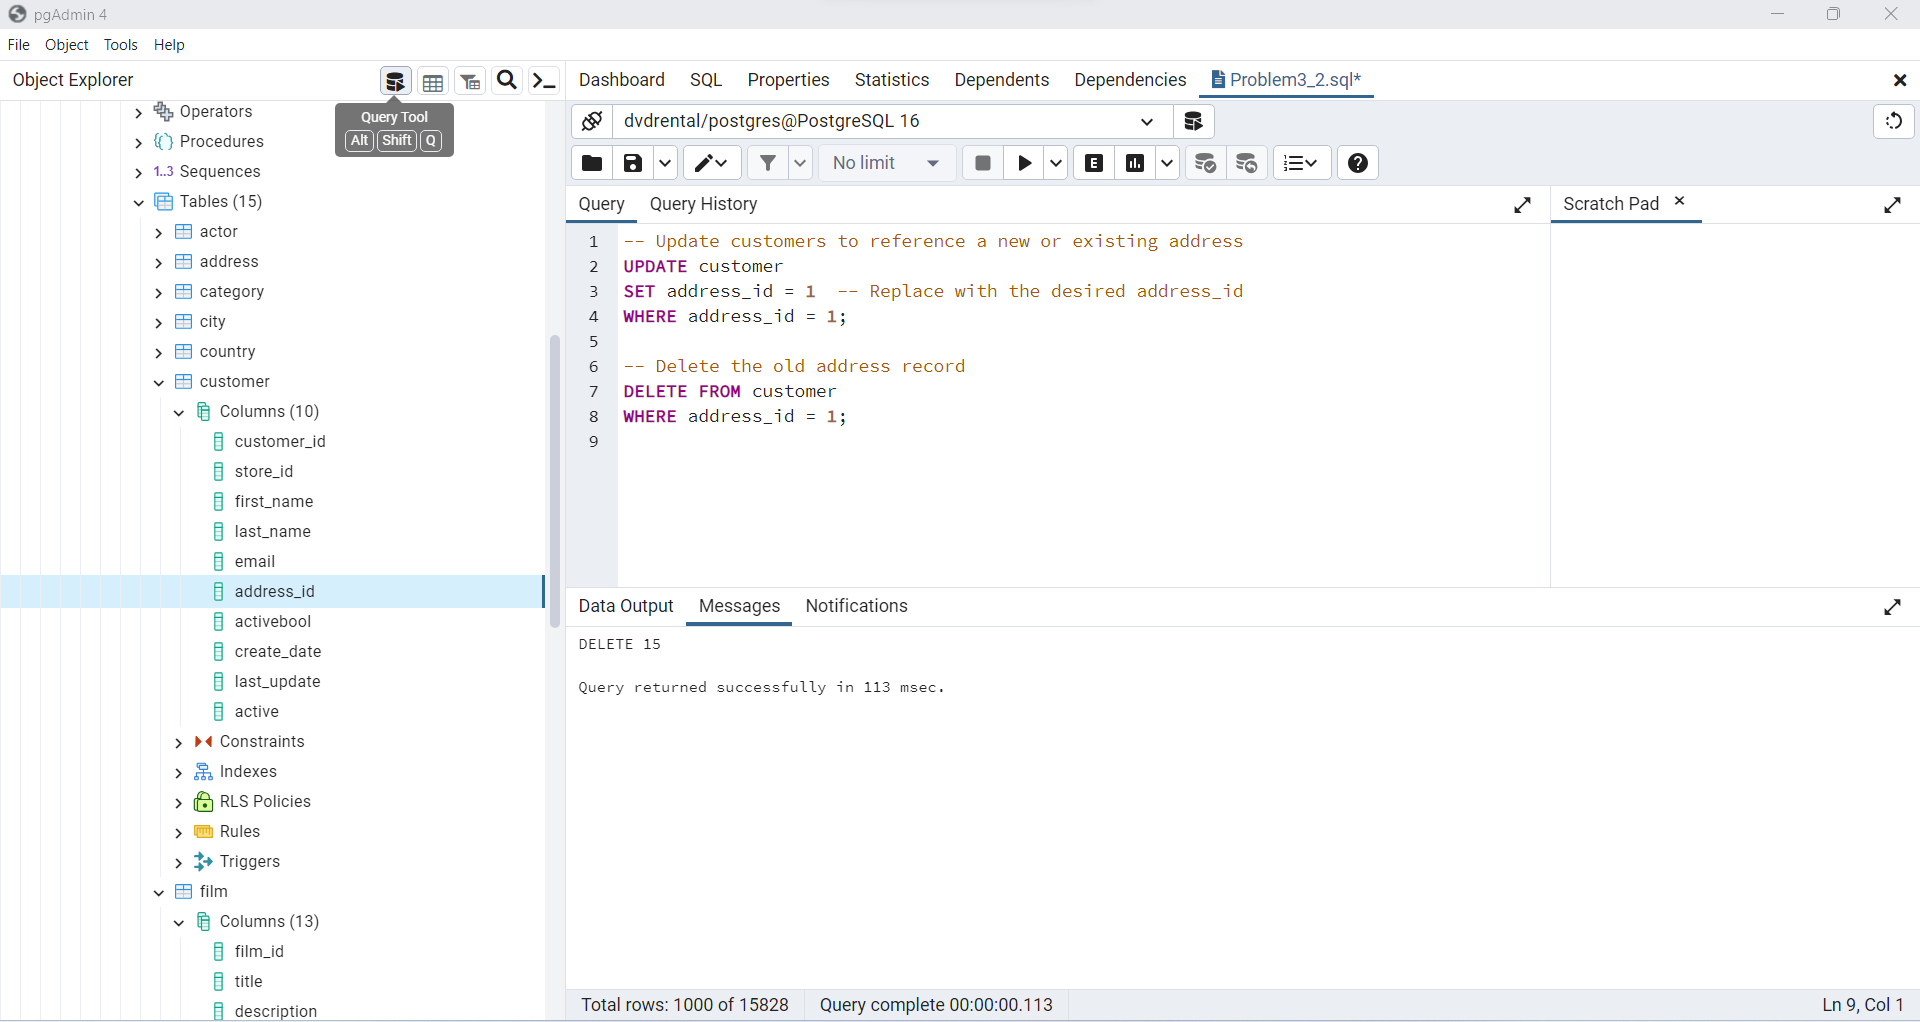 pgAdmin 4
File Object Tools Help
Object Explorer
Operators
Procedures
1..3 Sequences
Tables (15)
actor
address
category
city
country
customer
Columns (10)
customer_id
store_id
first_name
last_name
email
address_id
activebool
create_date
last_update
active
Constraints
Indexes
RLS Policies
Rules
Triggers
film
Columns (13)
film_id
title
description
Query Tool
Alt Shift Q
Dashboard SQL Properties Statistics Dependents Dependencies Problem3_2.sql*
dvdrental/postgres@PostgreSQL 16
No limit E
Query Query History
Scratch Pad
1 -- Update customers to reference a new or existing address
2 UPDATE customer
3 SET address_id = 1 -- Replace with the desired address_id
4 WHERE address_id = 1;
5
6 -- Delete the old address record
7 DELETE FROM customer
8 WHERE address_id = 1;
9
Data Output Messages Notifications
DELETE 15
Query returned successfully in 113 msec.
Total rows: 1000 of 15828 Query complete 00:00:00.113 Ln 9, Col 1